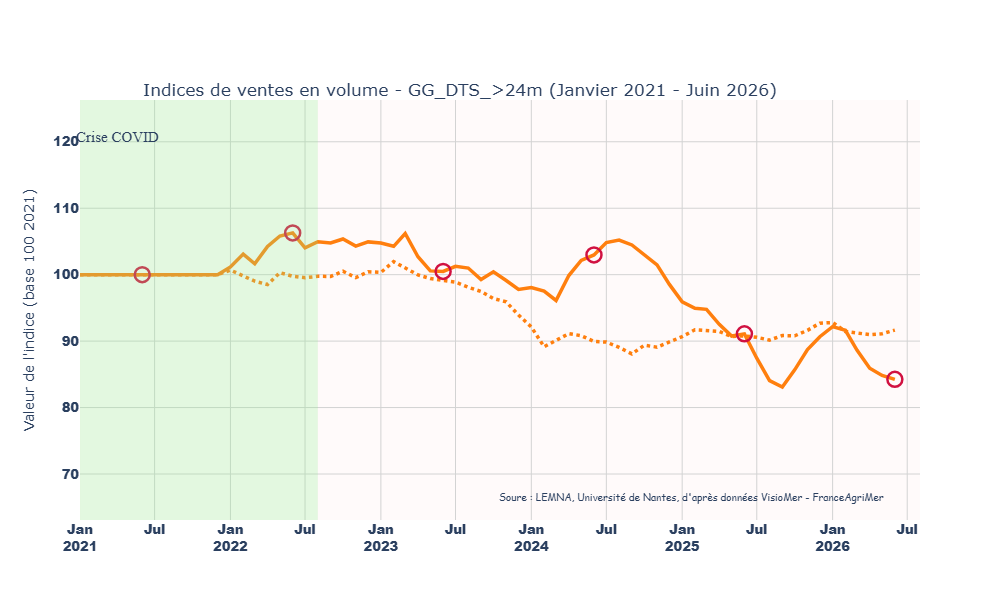 Indices de ventes en volume - GG_DTS_>24m (Janvier 2021 - Juin 2026)
Crise COVID
Valeur de l'indice (base 100 2021)
120
110
100
90
80
70
Soure : LEMNA, Université de Nantes, d'après données VisioMer - FranceAgriMer
Jan Jul Jan Jul Jan Jul Jan Jul Jan Jul Jan Jul
2021 2022 2023 2024 2025 2026